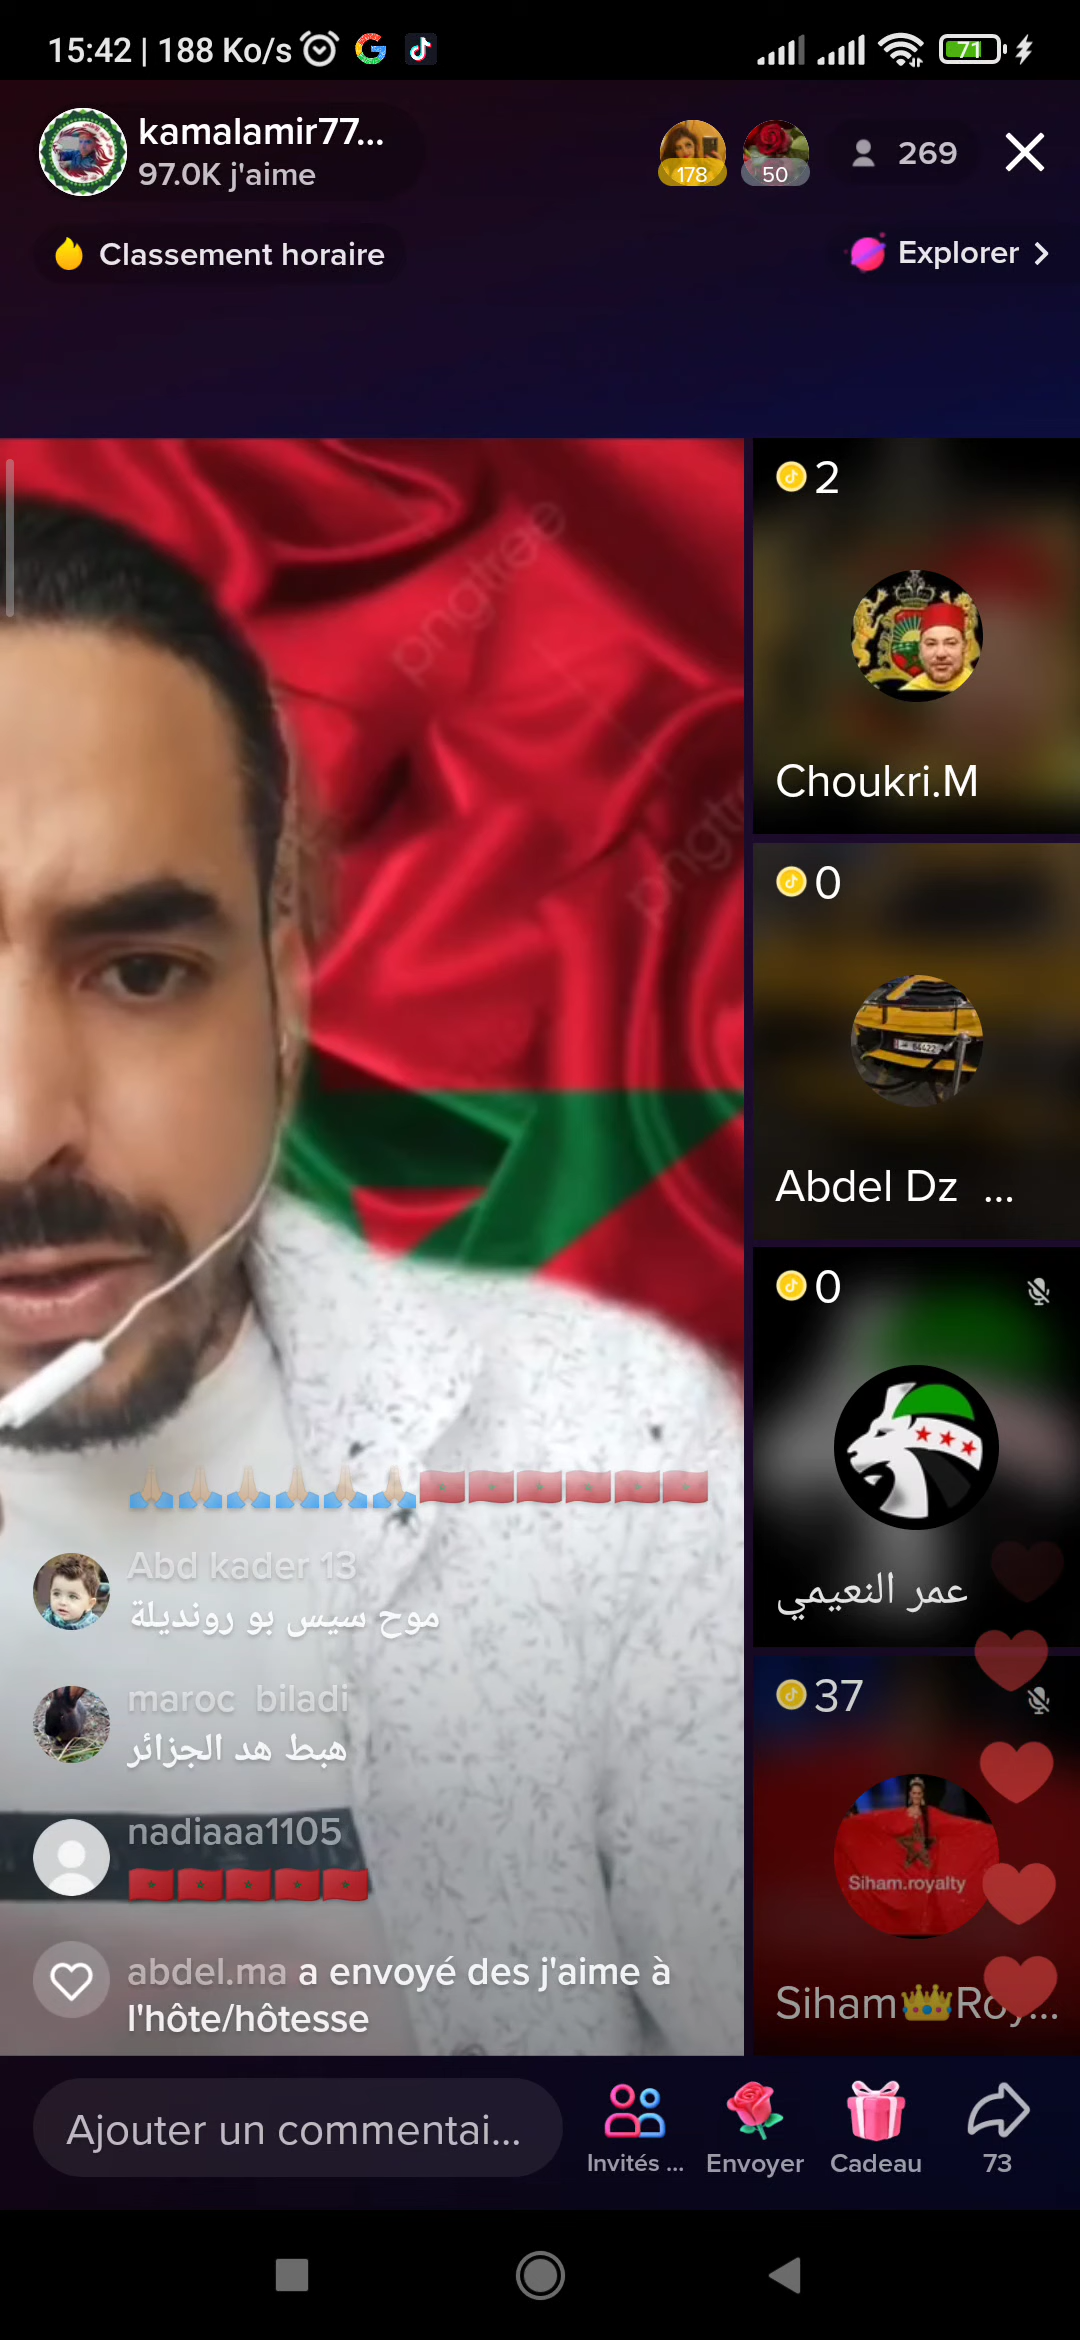 15:42 | 188 Ko/s
71
kamalamir77...
97.0K j'aime
178
50
269
Classement horaire
Explorer
pngtree
2
Choukri.M
0
Abdel Dz ...
0
عمر النعيمي
37
Siham.royalty
Siham👑Roy...
🙏🏼🙏🏼🙏🏼🙏🏼🙏🏼🙏🏼🇲🇦🇲🇦🇲🇦🇲🇦🇲🇦🇲🇦
Abd kader 13
موح سيس بو رونديلة
maroc biladi
هبط هد الجزائر
nadiaaa1105
🇲🇦🇲🇦🇲🇦🇲🇦🇲🇦
abdel.ma a envoyé des j'aime à
l'hôte/hôtesse
Ajouter un commentai...
Invités ...
Envoyer
Cadeau
73